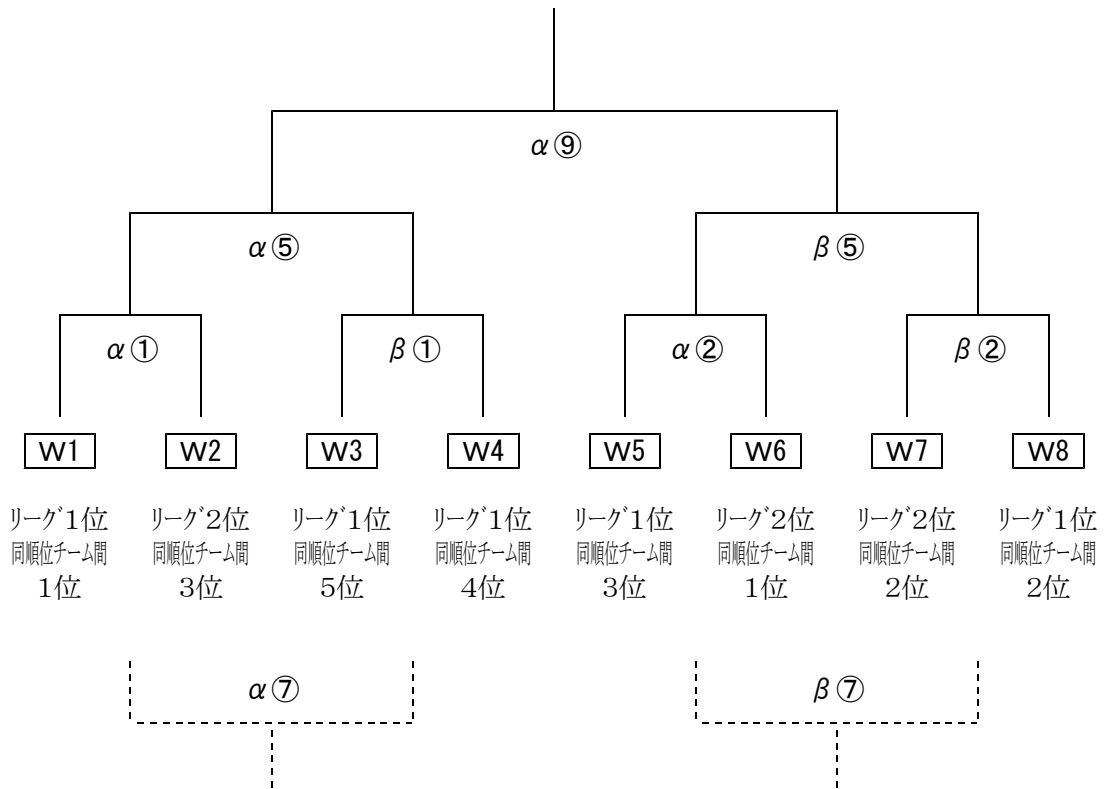 α⑨
α⑤ β⑤
α① β① α② β②
W1 W2 W3 W4 W5 W6 W7 W8
ﾘｰｸﾞ1位 ﾘｰｸﾞ2位 ﾘｰｸﾞ1位 ﾘｰｸﾞ1位 ﾘｰｸﾞ1位 ﾘｰｸﾞ2位 ﾘｰｸﾞ2位 ﾘｰｸﾞ1位
同順位チーム間 同順位チーム間 同順位チーム間 同順位チーム間 同順位チーム間 同順位チーム間 同順位チーム間 同順位チーム間
1位 3位 5位 4位 3位 1位 2位 2位
α⑦ β⑦